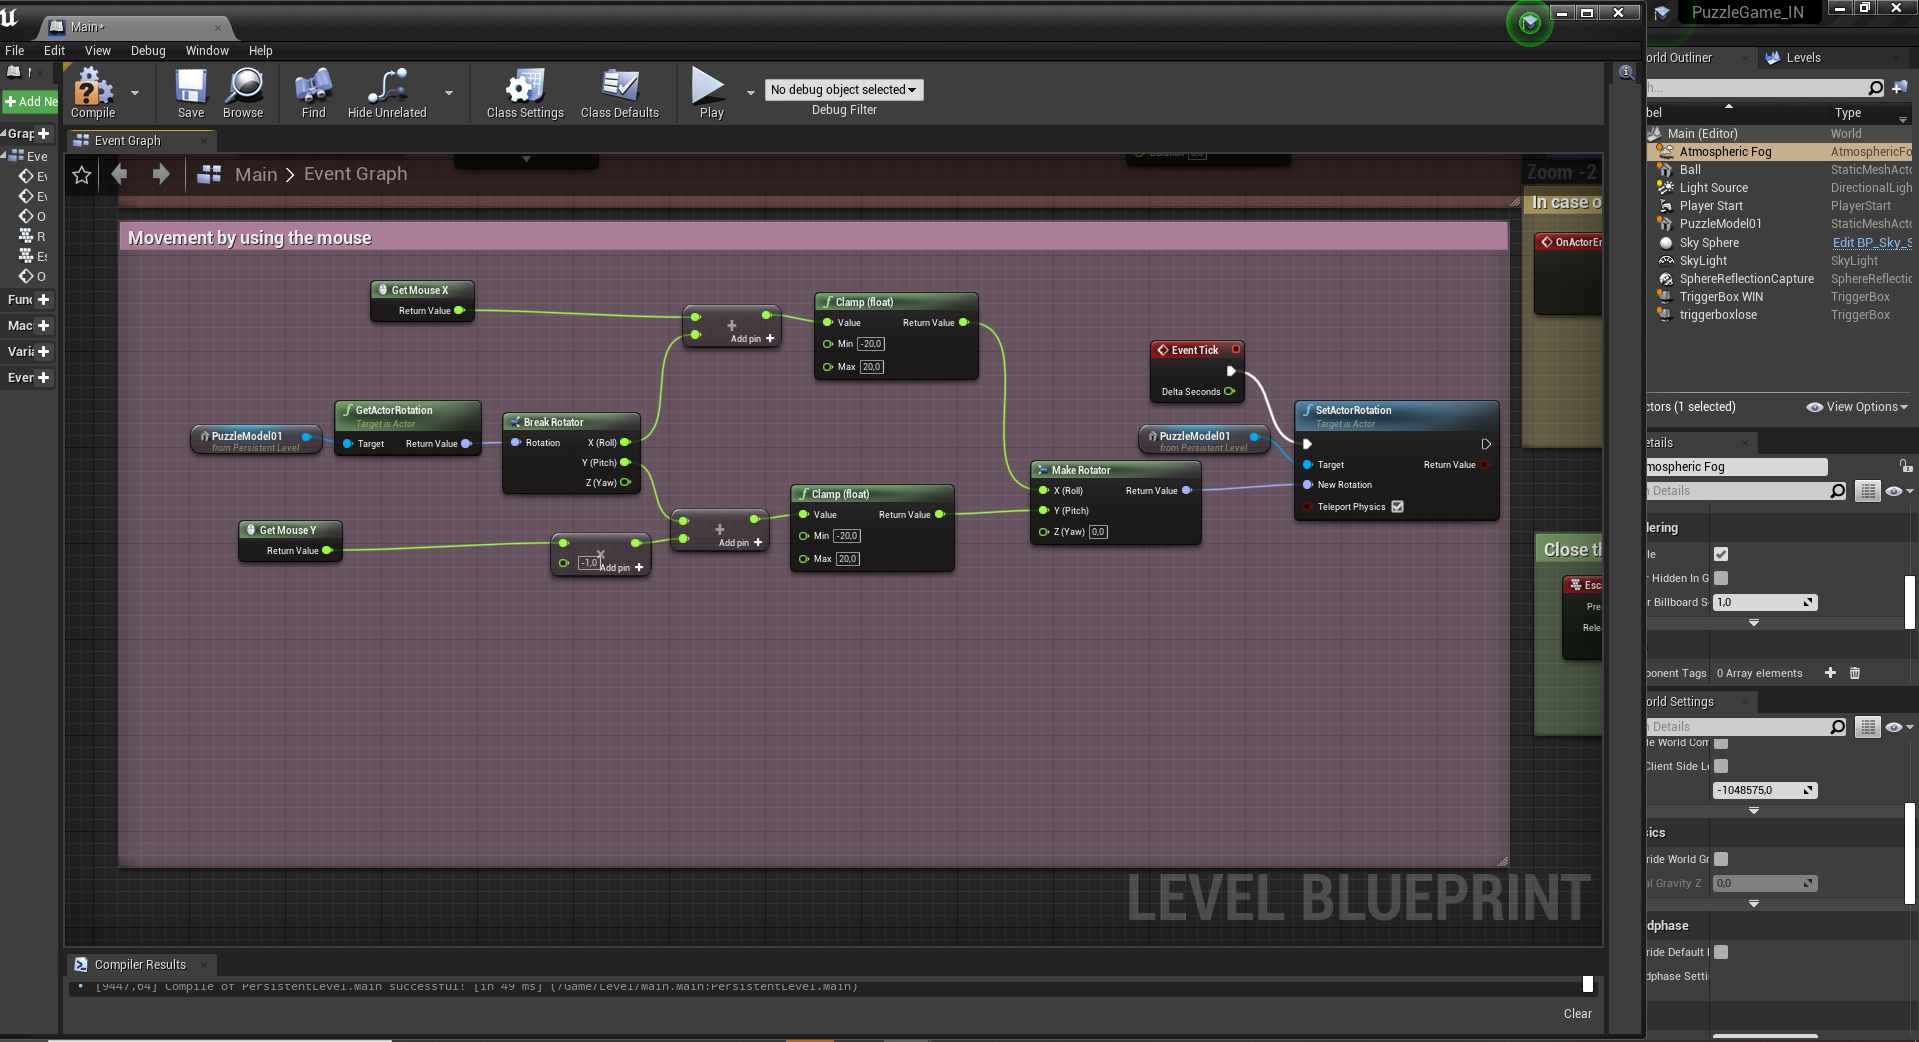 Main*
PuzzleGame_IN
File Edit View Debug Window Help
Add Ne
Compile
Save
Browse
Find
Hide Unrelated
Class Settings
Class Defaults
Play
No debug object selected
Debug Filter
Event Graph
Main > Event Graph
Zoom -2
Grap
Eve
Ev
Ev
O
R
Es
O
Func
Mac
Varia
Even
Movement by using the mouse
Get Mouse X
Return Value
Add pin
Clamp (float)
Value
Return Value
Min -20,0
Max 20,0
PuzzleModel01
from Persistent Level
GetActorRotation
Target is Actor
Target
Return Value
Break Rotator
Rotation
X (Roll)
Y (Pitch)
Z (Yaw)
Get Mouse Y
Return Value
-1,0
Add pin
Add pin
Clamp (float)
Value
Return Value
Min -20,0
Max 20,0
Make Rotator
X (Roll)
Return Value
Y (Pitch)
Z (Yaw) 0,0
Event Tick
Delta Seconds
PuzzleModel01
from Persistent Level
SetActorRotation
Target is Actor
Target
Return Value
New Rotation
Teleport Physics
In case o
OnActorEn
Close th
Esc
Pre
Rele
LEVEL BLUEPRINT
Compiler Results
[9447,64] Compile of PersistentLevel.Main successful! [in 49 ms] (/Game/Level/Main.Main:PersistentLevel.Main)
Clear
orld Outliner
Levels
h...
bel
Type
Main (Editor) World
Atmospheric Fog AtmosphericFo
Ball StaticMeshActo
Light Source DirectionalLigh
Player Start PlayerStart
PuzzleModel01 StaticMeshActo
Sky Sphere Edit BP_Sky_S
SkyLight SkyLight
SphereReflectionCapture SphereReflectic
TriggerBox WIN TriggerBox
triggerboxlose TriggerBox
ctors (1 selected)
View Options
etails
mospheric Fog
h Details
dering
le
r Hidden In G
r Billboard S 1,0
ponent Tags 0 Array elements
orld Settings
h Details
le World Com
Client Side Le
-1048575,0
sics
ride World Gr
al Gravity Z 0,0
dphase
ride Default
dphase Setti